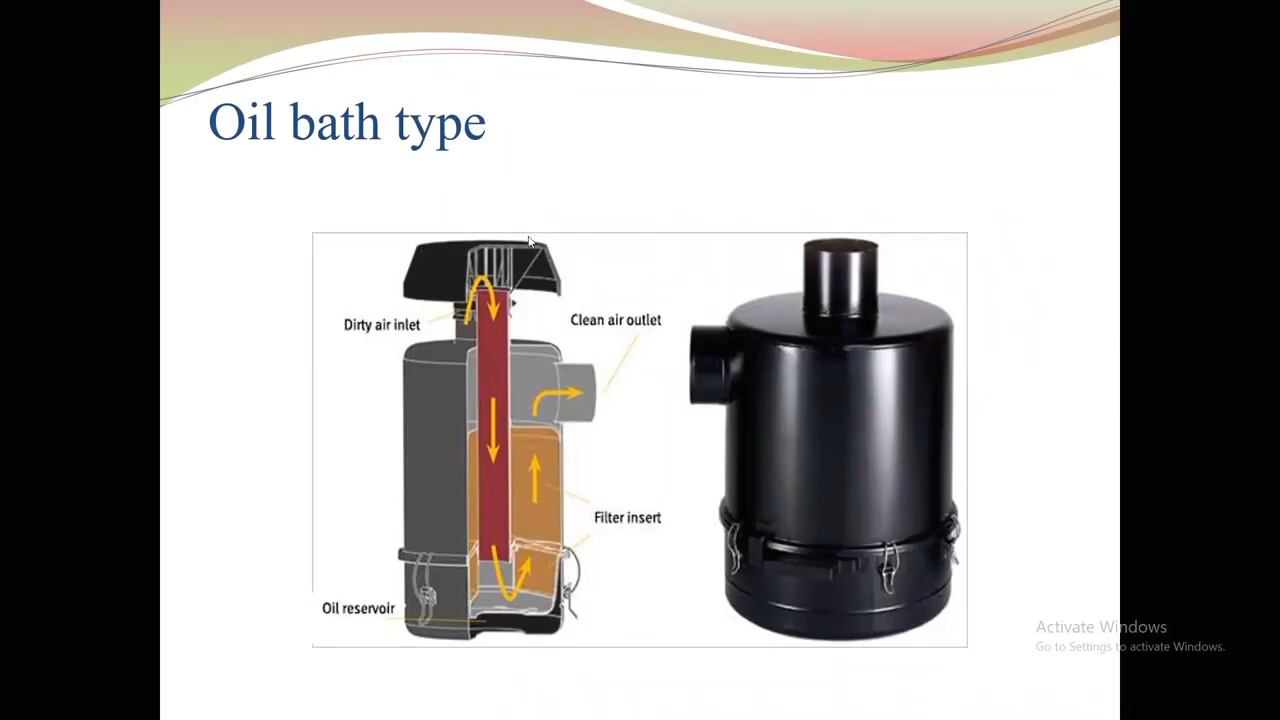 Oil bath type
Dirty air inlet
Clean air outlet
Filter insert
Oil reservoir
Activate Windows
Go to Settings to activate Windows.